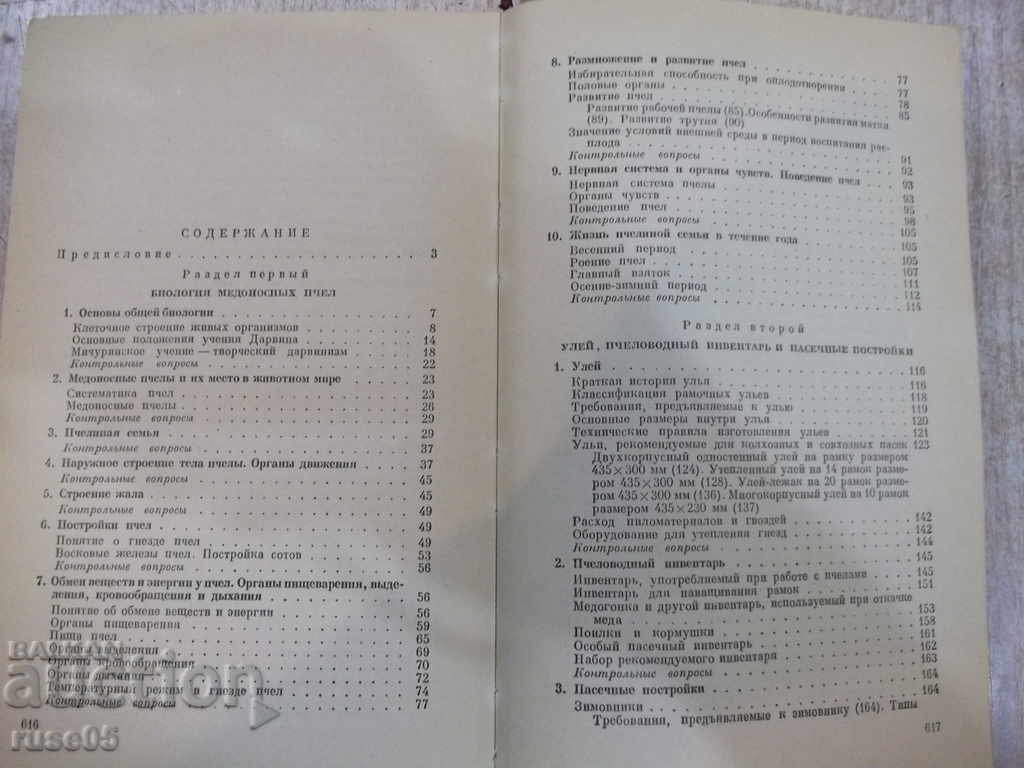 СОДЕРЖАНИЕ
Предисловие 3
Раздел первый
БИОЛОГИЯ МЕДОНОСНЫХ ПЧЕЛ
1. Основы общей биологии 7
Клеточное строение живых организмов 8
Основные положения учения Дарвина 14
Мичуринское учение — творческий дарвинизм 18
Контрольные вопросы 22
2. Медоносные пчелы и их место в животном мире 23
Систематика пчел 23
Медоносные пчелы 26
Контрольные вопросы 29
3. Пчелиная семья 29
Контрольные вопросы 37
4. Наружное строение тела пчелы. Органы движения 37
Контрольные вопросы 45
5. Строение жала 45
Контрольные вопросы 49
6. Постройки пчел 49
Понятие о гнезде пчел 49
Восковые железы пчел. Постройка сотов 53
Контрольные вопросы 56
7. Обмен веществ и энергии у пчел. Органы пищеварения, выде-
ления, кровообращения и дыхания 56
Понятие об обмене веществ и энергии 56
Органы пищеварения 59
Пища пчел 65
Органы выделения 69
Органы кровообращения 70
Органы дыхания 72
Температурный режим в гнезде пчел 74
Контрольные вопросы 77
616
8. Размножение и развитие пчел 77
Избирательная способность при оплодотворении 77
Половые органы 78
Развитие пчел 85
Развитие рабочей пчелы (85). Особенности развития матки
(89). Развитие трутня (90)
Значение условий внешней среды в период воспитания рас-
плода 91
Контрольные вопросы 92
9. Нервная система и органы чувств. Поведение пчел 93
Нервная система пчелы 93
Органы чувств 95
Поведение пчел 98
Контрольные вопросы 105
10. Жизнь пчелиной семьи в течение года 105
Весенний период 105
Роение пчел 107
Главный взяток 111
Осенне-зимний период 112
Контрольные вопросы 114
Раздел второй
УЛЕЙ, ПЧЕЛОВОДНЫЙ ИНВЕНТАРЬ И ПАСЕЧНЫЕ ПОСТРОЙКИ
1. Улей 116
Краткая история улья 116
Классификация рамочных ульев 118
Требования, предъявляемые к улью 119
Основные размеры внутри улья 120
Технические правила изготовления ульев 121
Ульи, рекомендуемые для колхозных и совхозных пасек 123
Двухкорпусный одностенный улей на рамку размером
435×300 мм (124). Утепленный улей на 14 рамок разме-
ром 435×300 мм (128). Улей-лежак на 20 рамок разме-
ром 435×300 мм (136). Многокорпусный улей на 10 рамок
размером 435×230 мм (137)
Расход пиломатериалов и гвоздей 142
Оборудование для утепления гнезд 142
Контрольные вопросы 144
2. Пчеловодный инвентарь 145
Инвентарь, употребляемый при работе с пчелами 145
Инвентарь для наващивания рамок 151
Медогонка и другой инвентарь, используемый при откачке
меда 153
Поилки и кормушки 158
Особый пасечный инвентарь 161
Набор рекомендуемого инвентаря 162
Контрольные вопросы 163
3. Пасечные постройки 164
Зимовники 164
Требования, предъявляемые к зимовнику (164). Типы
617
БАЛКАН
auction
ruse05